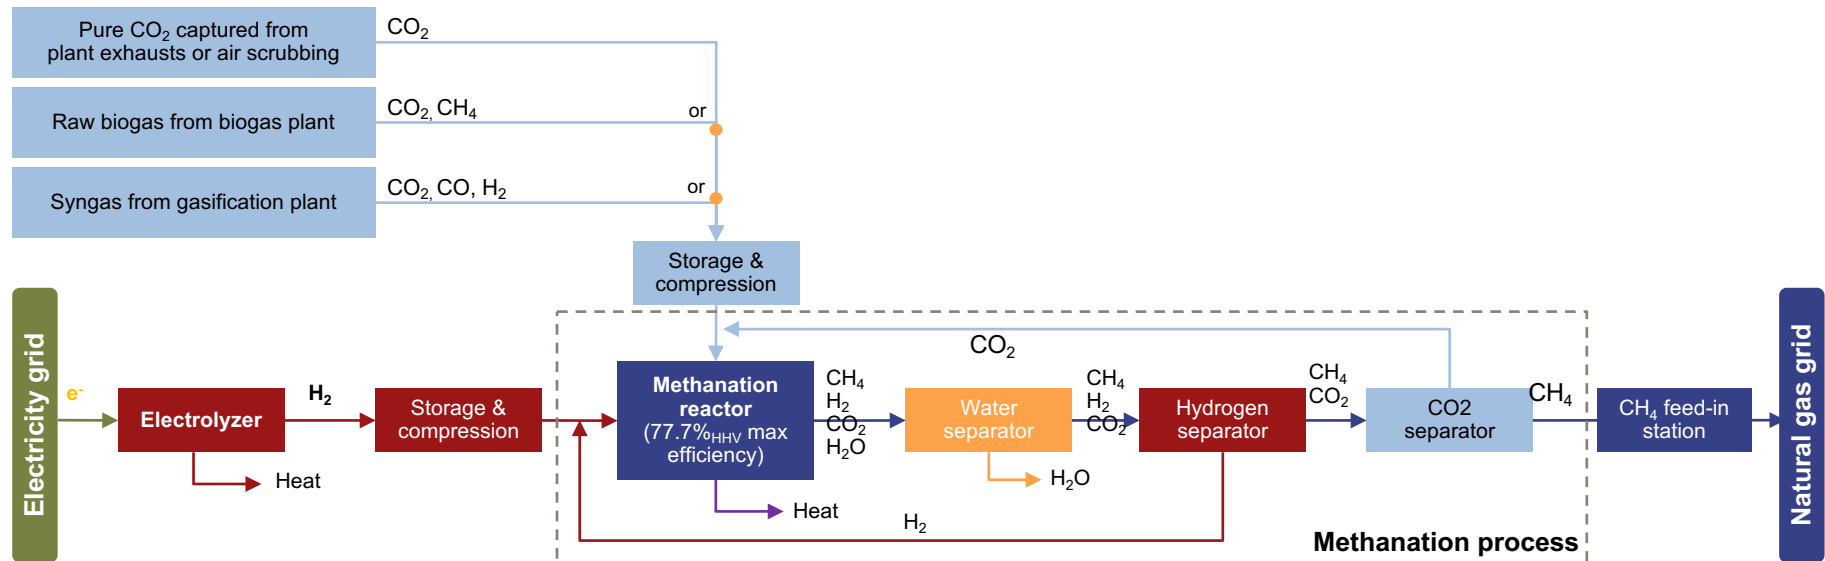 Pure CO₂ captured from
plant exhausts or air scrubbing
CO₂
Raw biogas from biogas plant
CO₂, CH₄
or
Syngas from gasification plant
CO₂, CO, H₂
or
Storage &
compression
Electricity grid
e⁻
Electrolyzer
Heat
H₂
Storage &
compression
Methanation
reactor
(77.7%HHV max
efficiency)
Heat
CO₂
CH₄
H₂
CO₂
H₂O
Water
separator
H₂O
CH₄
H₂
CO₂
Hydrogen
separator
H₂
CH₄
CO₂
CO2
separator
CH₄
CH₄ feed-in
station
Natural gas grid
Methanation process